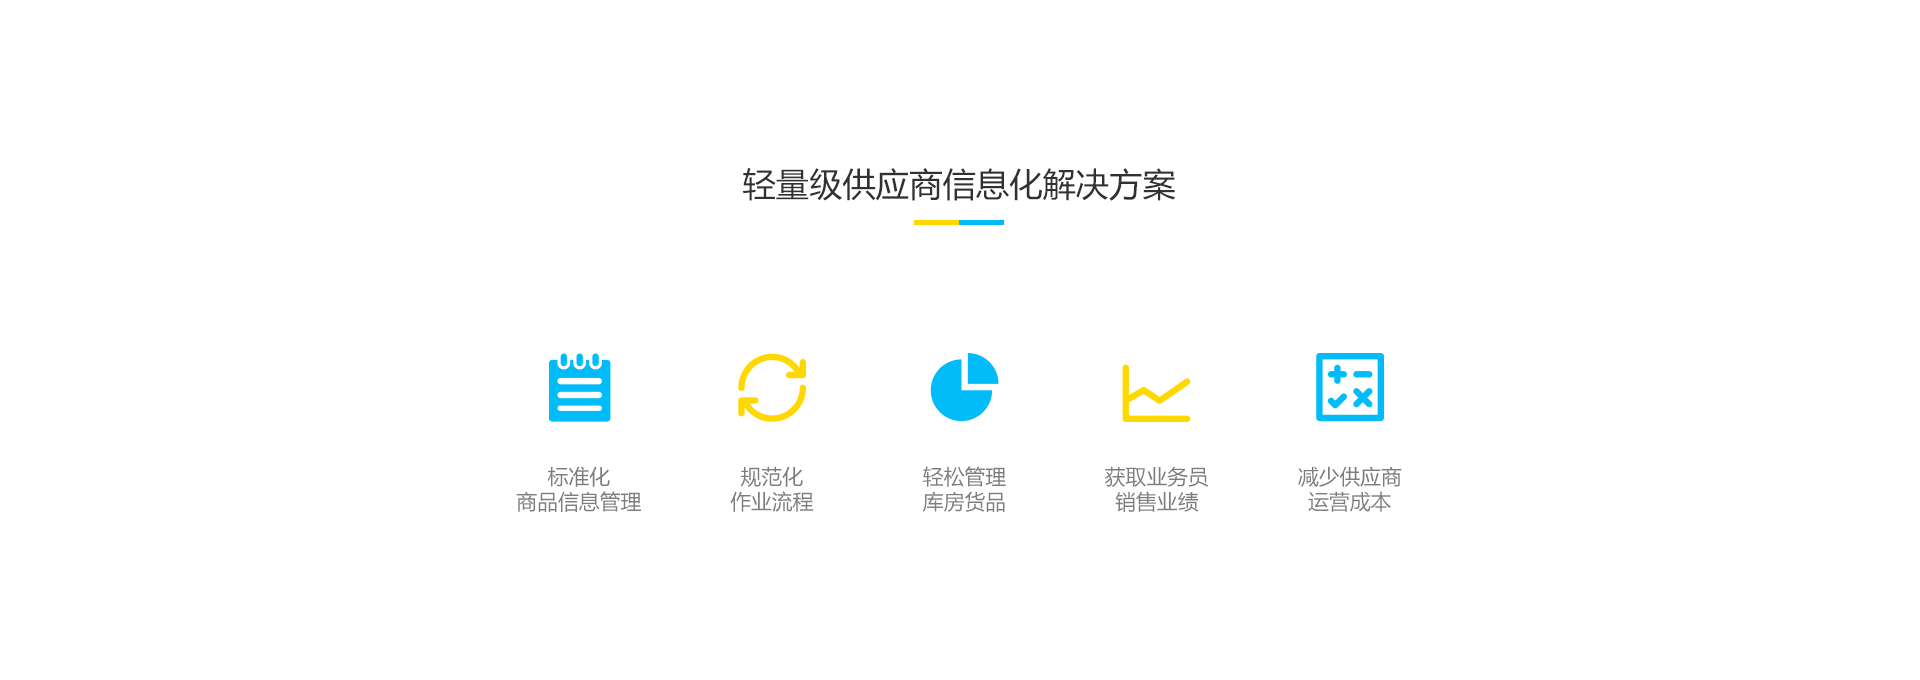 轻量级供应商信息化解决方案
标准化
商品信息管理
规范化
作业流程
轻松管理
库房货品
获取业务员
销售业绩
减少供应商
运营成本